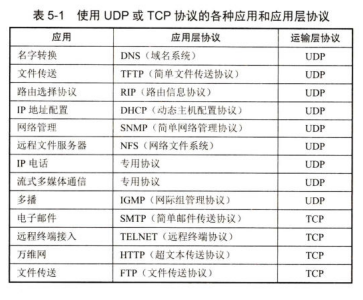 表 5-1 使用 UDP 或 TCP 协议的各种应用和应用层协议
应用 应用层协议 运输层协议
名字转换 DNS（域名系统） UDP
文件传送 TFTP（简单文件传送协议） UDP
路由选择协议 RIP（路由信息协议） UDP
IP 地址配置 DHCP（动态主机配置协议） UDP
网络管理 SNMP（简单网络管理协议） UDP
远程文件服务器 NFS（网络文件系统） UDP
IP 电话 专用协议 UDP
流式多媒体通信 专用协议 UDP
多播 IGMP（网际组管理协议） UDP
电子邮件 SMTP（简单邮件传送协议） TCP
远程终端接入 TELNET（远程终端协议） TCP
万维网 HTTP（超文本传送协议） TCP
文件传送 FTP（文件传送协议） TCP